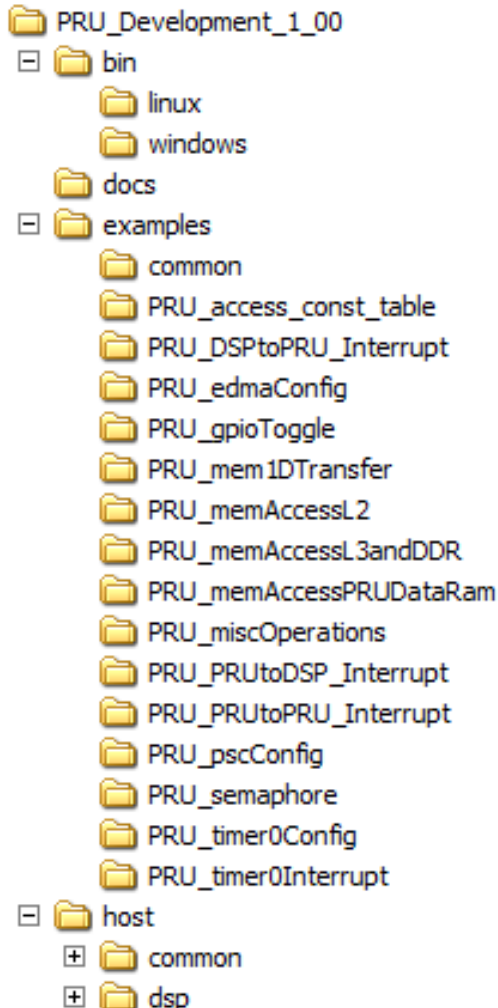 PRU_Development_1_00
bin
linux
windows
docs
examples
common
PRU_access_const_table
PRU_DSPtoPRU_Interrupt
PRU_edmaConfig
PRU_gpioToggle
PRU_mem1DTransfer
PRU_memAccessL2
PRU_memAccessL3andDDR
PRU_memAccessPRUDataRam
PRU_miscOperations
PRU_PRUtoDSP_Interrupt
PRU_PRUtoPRU_Interrupt
PRU_pscConfig
PRU_semaphore
PRU_timer0Config
PRU_timer0Interrupt
host
common
dsp